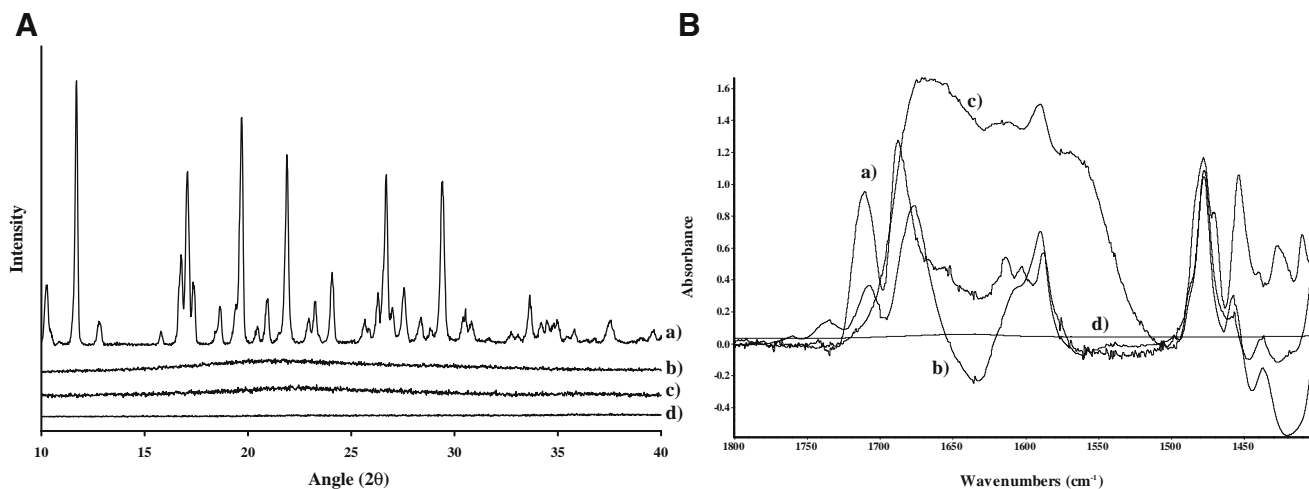 A
Intensity
a)
b)
c)
d)
10 15 20 25 30 35 40
Angle (2θ)
B
Absorbance
1.6
1.4
1.2
1.0
0.8
0.6
0.4
0.2
0.0
-0.2
-0.4
a)
c)
d)
b)
1800 1750 1700 1650 1600 1550 1500 1450
Wavenumbers (cm⁻¹)